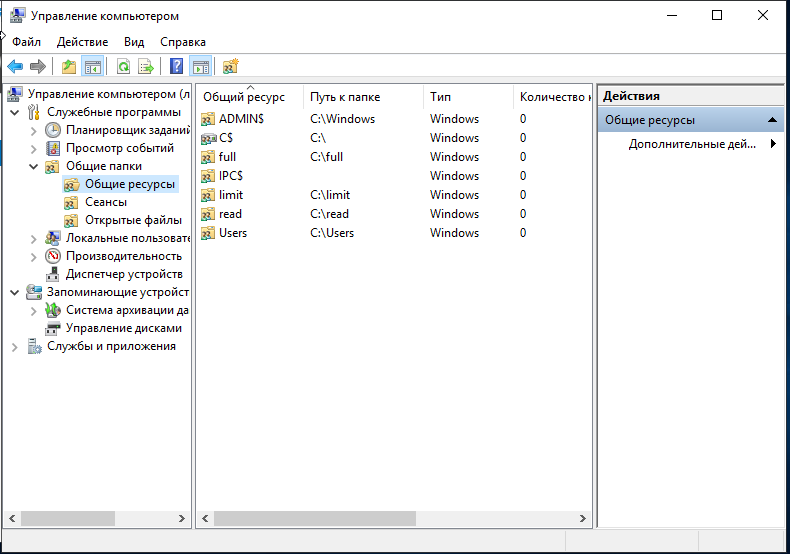 Управление компьютером
Файл Действие Вид Справка
Управление компьютером (л
Служебные программы
Планировщик заданий
Просмотр событий
Общие папки
Общие ресурсы
Сеансы
Открытые файлы
Локальные пользовате
Производительность
Диспетчер устройств
Запоминающие устройст
Система архивации да
Управление дисками
Службы и приложения
Общий ресурс Путь к папке Тип Количество к
ADMIN$ C:\Windows Windows 0
C$ C:\ Windows 0
full C:\full Windows 0
IPC$ Windows 0
limit C:\limit Windows 0
read C:\read Windows 0
Users C:\Users Windows 0
Действия
Общие ресурсы
Дополнительные дей...